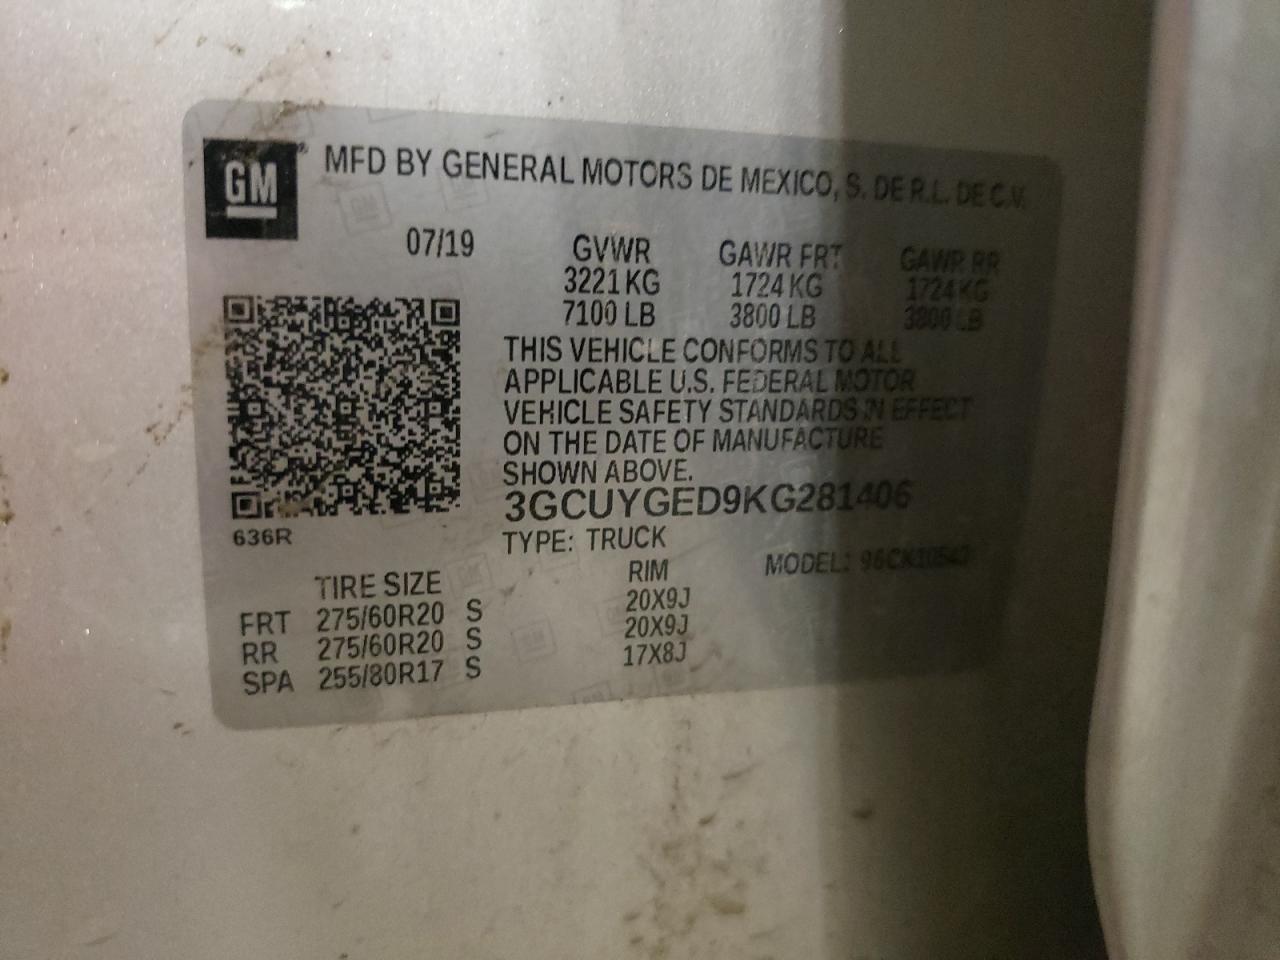 GM
MFD BY GENERAL MOTORS DE MEXICO, S. DE R.L. DE C.V.
07/19
GVWR GAWR FRT GAWR RR
3221 KG 1724 KG 1724 KG
7100 LB 3800 LB 3800 LB
THIS VEHICLE CONFORMS TO ALL
APPLICABLE U.S. FEDERAL MOTOR
VEHICLE SAFETY STANDARDS IN EFFECT
ON THE DATE OF MANUFACTURE
SHOWN ABOVE.
3GCUYGED9KG281406
636R
TYPE: TRUCK
MODEL:
TIRE SIZE RIM
FRT 275/60R20 S 20X9J
RR 275/60R20 S 20X9J
SPA 255/80R17 S 17X8J